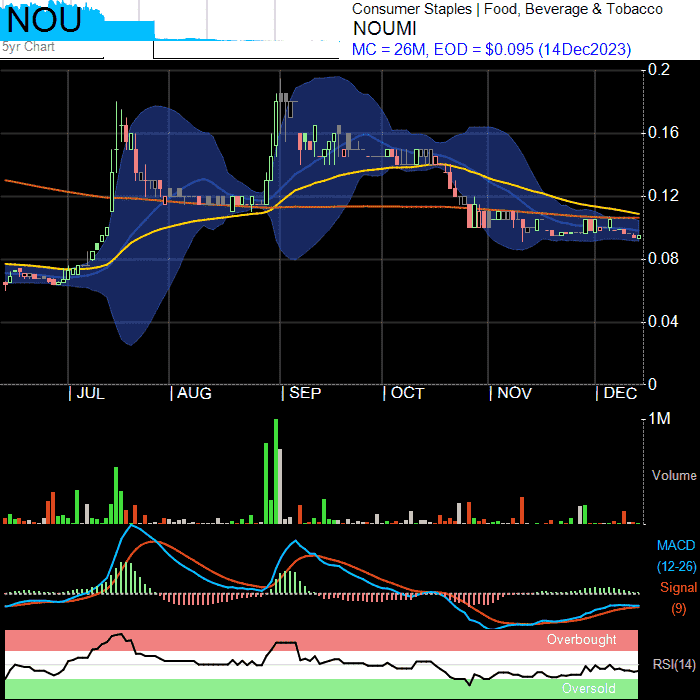 NOU
5yr Chart
Consumer Staples | Food, Beverage & Tobacco
NOUMI
MC = 26M, EOD = $0.095 (14Dec2023)
0.2
0.16
0.12
0.08
0.04
0
JUL AUG SEP OCT NOV DEC
1M
Volume
MACD
(12-26)
Signal
(9)
Overbought
RSI(14)
Oversold